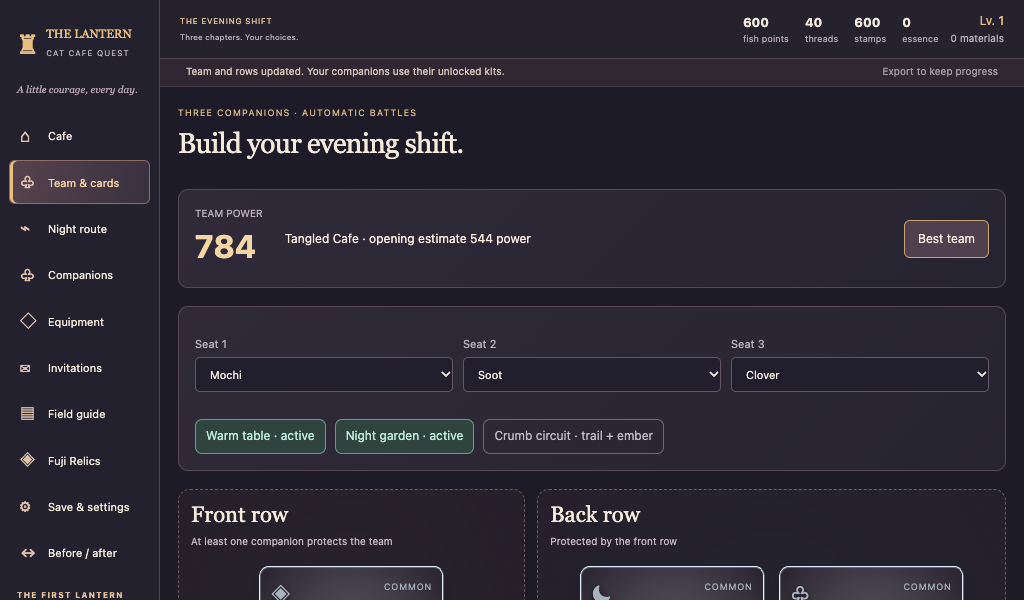 THE LANTERN
CAT CAFE QUEST
A little courage, every day.
Cafe
Team & cards
Night route
Companions
Equipment
Invitations
Field guide
Fuji Relics
Save & settings
Before / after
THE FIRST LANTERN
THE EVENING SHIFT
Three chapters. Your choices.
600 fish points
40 threads
600 stamps
0 essence
Lv. 1
0 materials
Team and rows updated. Your companions use their unlocked kits.
Export to keep progress
THREE COMPANIONS · AUTOMATIC BATTLES
Build your evening shift.
TEAM POWER
784
Tangled Cafe · opening estimate 544 power
Best team
Seat 1
Seat 2
Seat 3
Mochi
Soot
Clover
Warm table · active
Night garden · active
Crumb circuit · trail + ember
Front row
At least one companion protects the team
COMMON
Back row
Protected by the front row
COMMON
COMMON